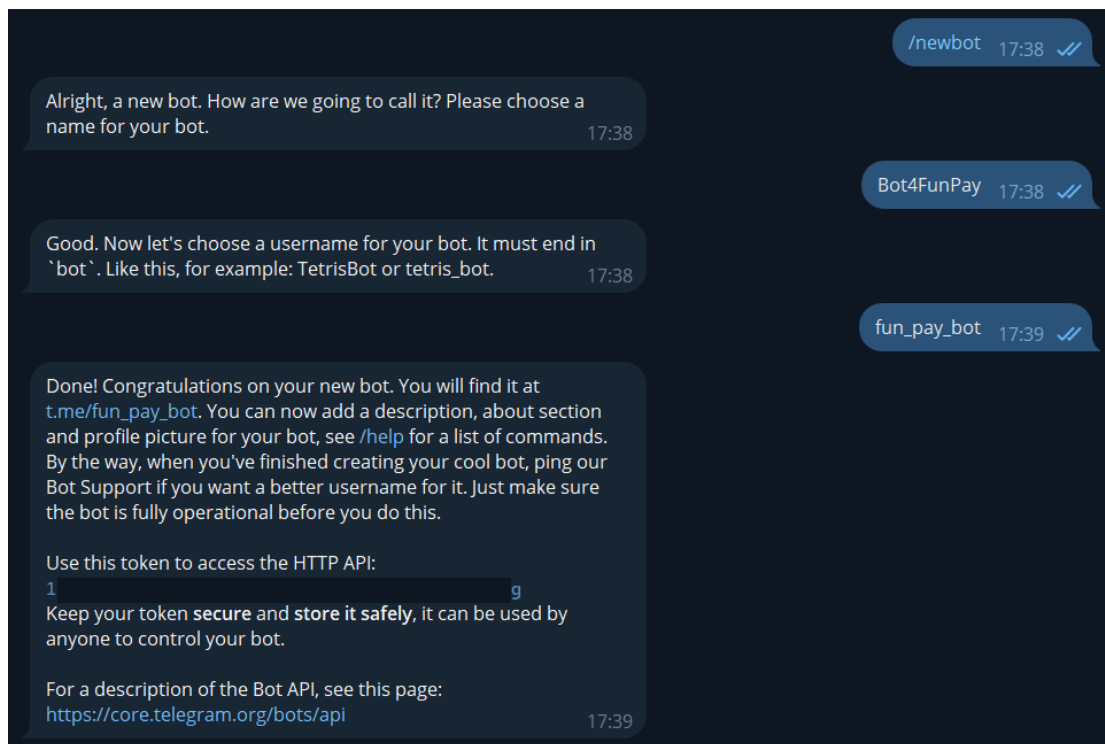 /newbot 17:38
Alright, a new bot. How are we going to call it? Please choose a
name for your bot.
17:38
Bot4FunPay 17:38
Good. Now let's choose a username for your bot. It must end in
`bot`. Like this, for example: TetrisBot or tetris_bot.
17:38
fun_pay_bot 17:39
Done! Congratulations on your new bot. You will find it at
t.me/fun_pay_bot. You can now add a description, about section
and profile picture for your bot, see /help for a list of commands.
By the way, when you've finished creating your cool bot, ping our
Bot Support if you want a better username for it. Just make sure
the bot is fully operational before you do this.
Use this token to access the HTTP API:
1 g
Keep your token secure and store it safely, it can be used by
anyone to control your bot.
For a description of the Bot API, see this page:
https://core.telegram.org/bots/api
17:39